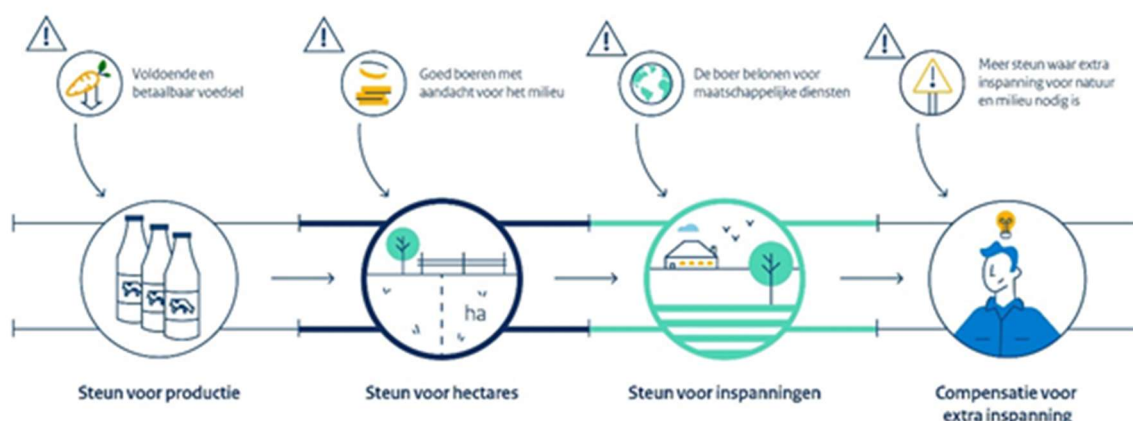 Voldoende en
betaalbaar voedsel
Goed boeren met
aandacht voor het milieu
De boer belonen voor
maatschappelijke diensten
Meer steun waar extra
inspanning voor natuur
en milieu nodig is
ha
Steun voor productie
Steun voor hectares
Steun voor inspanningen
Compensatie voor
extra inspanning